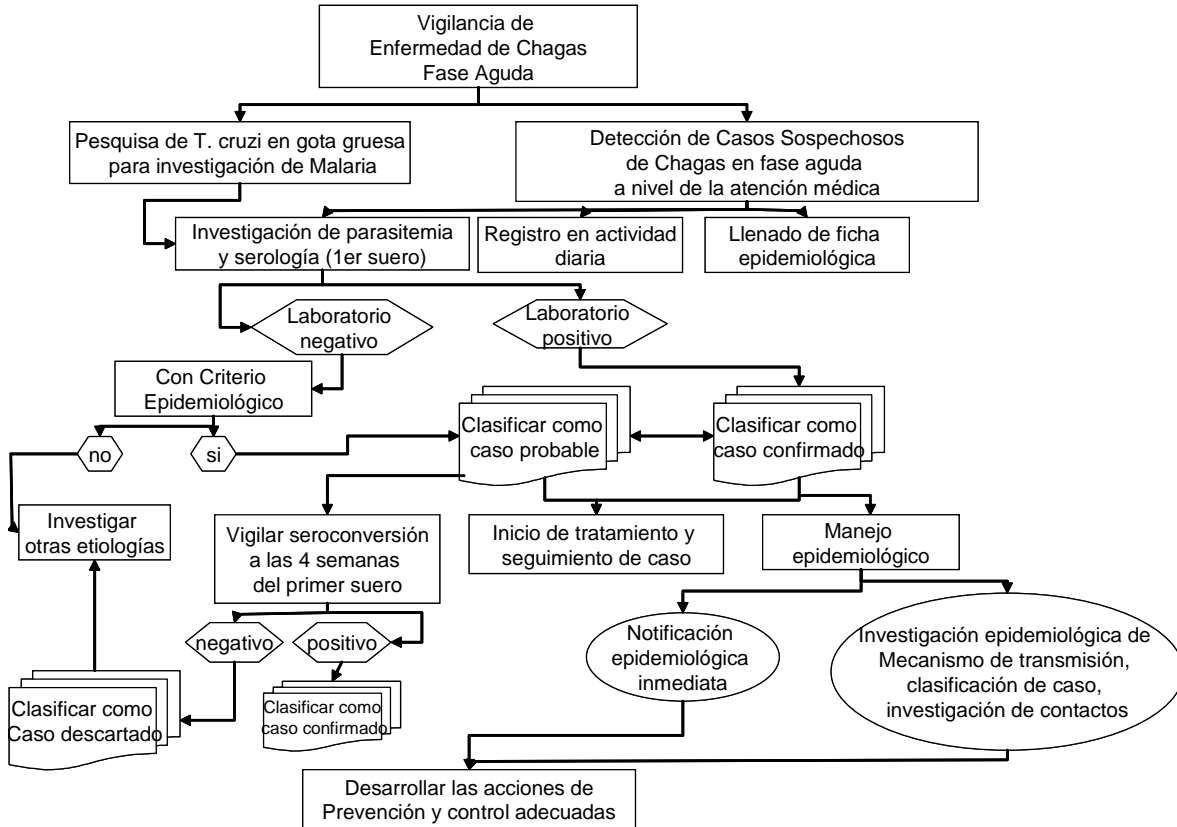 Vigilancia de
Enfermedad de Chagas
Fase Aguda
Pesquisa de T. cruzi en gota gruesa
para investigación de Malaria
Detección de Casos Sospechosos
de Chagas en fase aguda
a nivel de la atención médica
Investigación de parasitemia
y serología (1er suero)
Registro en actividad
diaria
Llenado de ficha
epidemiológica
Laboratorio
negativo
Laboratorio
positivo
Con Criterio
Epidemiológico
no
si
Clasificar como
caso probable
Clasificar como
caso confirmado
Investigar
otras etiologías
Vigilar seroconversión
a las 4 semanas
del primer suero
Inicio de tratamiento y
seguimiento de caso
Manejo
epidemiológico
negativo
positivo
Notificación
epidemiológica
inmediata
Investigación epidemiológica de
Mecanismo de transmisión,
clasificación de caso,
investigación de contactos
Clasificar como
Caso descartado
Clasificar como
caso confirmado
Desarrollar las acciones de
Prevención y control adecuadas